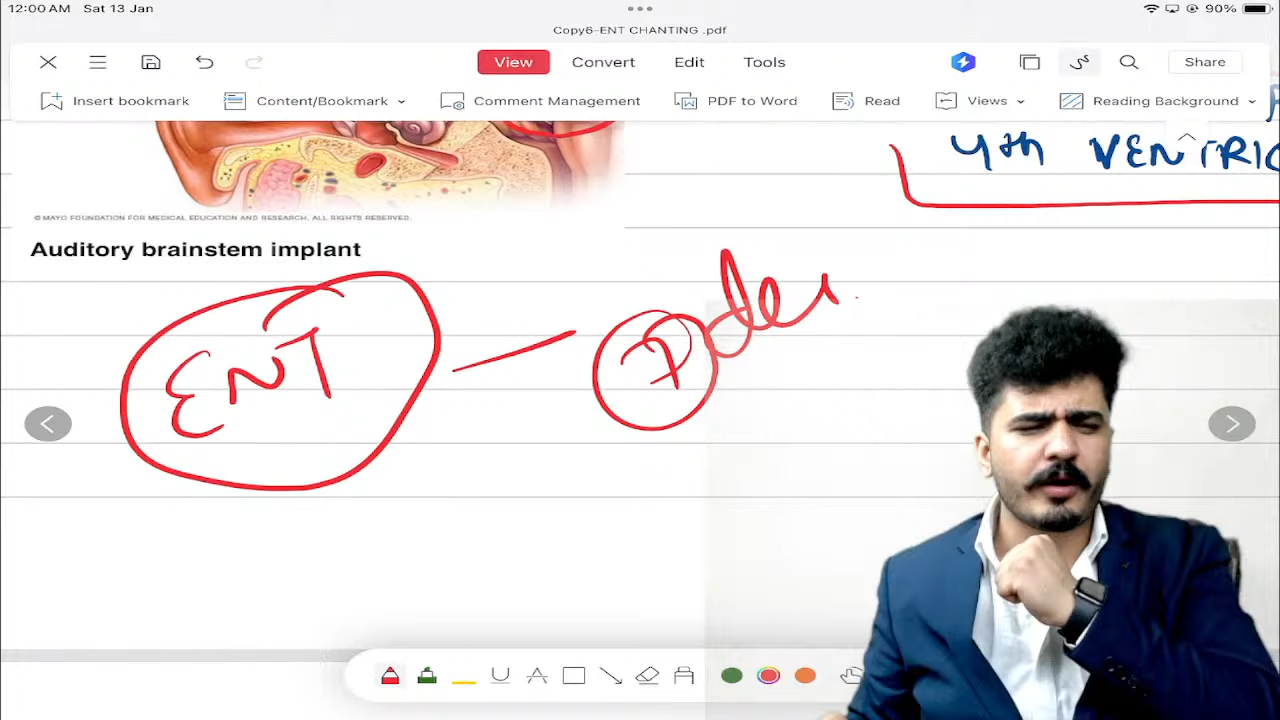 12:00 AM Sat 13 Jan
90%
Copy6-ENT CHANTING .pdf
View Convert Edit Tools Share
Insert bookmark Content/Bookmark Comment Management PDF to Word Read Views Reading Background
4th VENTRIC
© MAYO FOUNDATION FOR MEDICAL EDUCATION AND RESEARCH, ALL RIGHTS RESERVED.
Auditory brainstem implant
ENT —